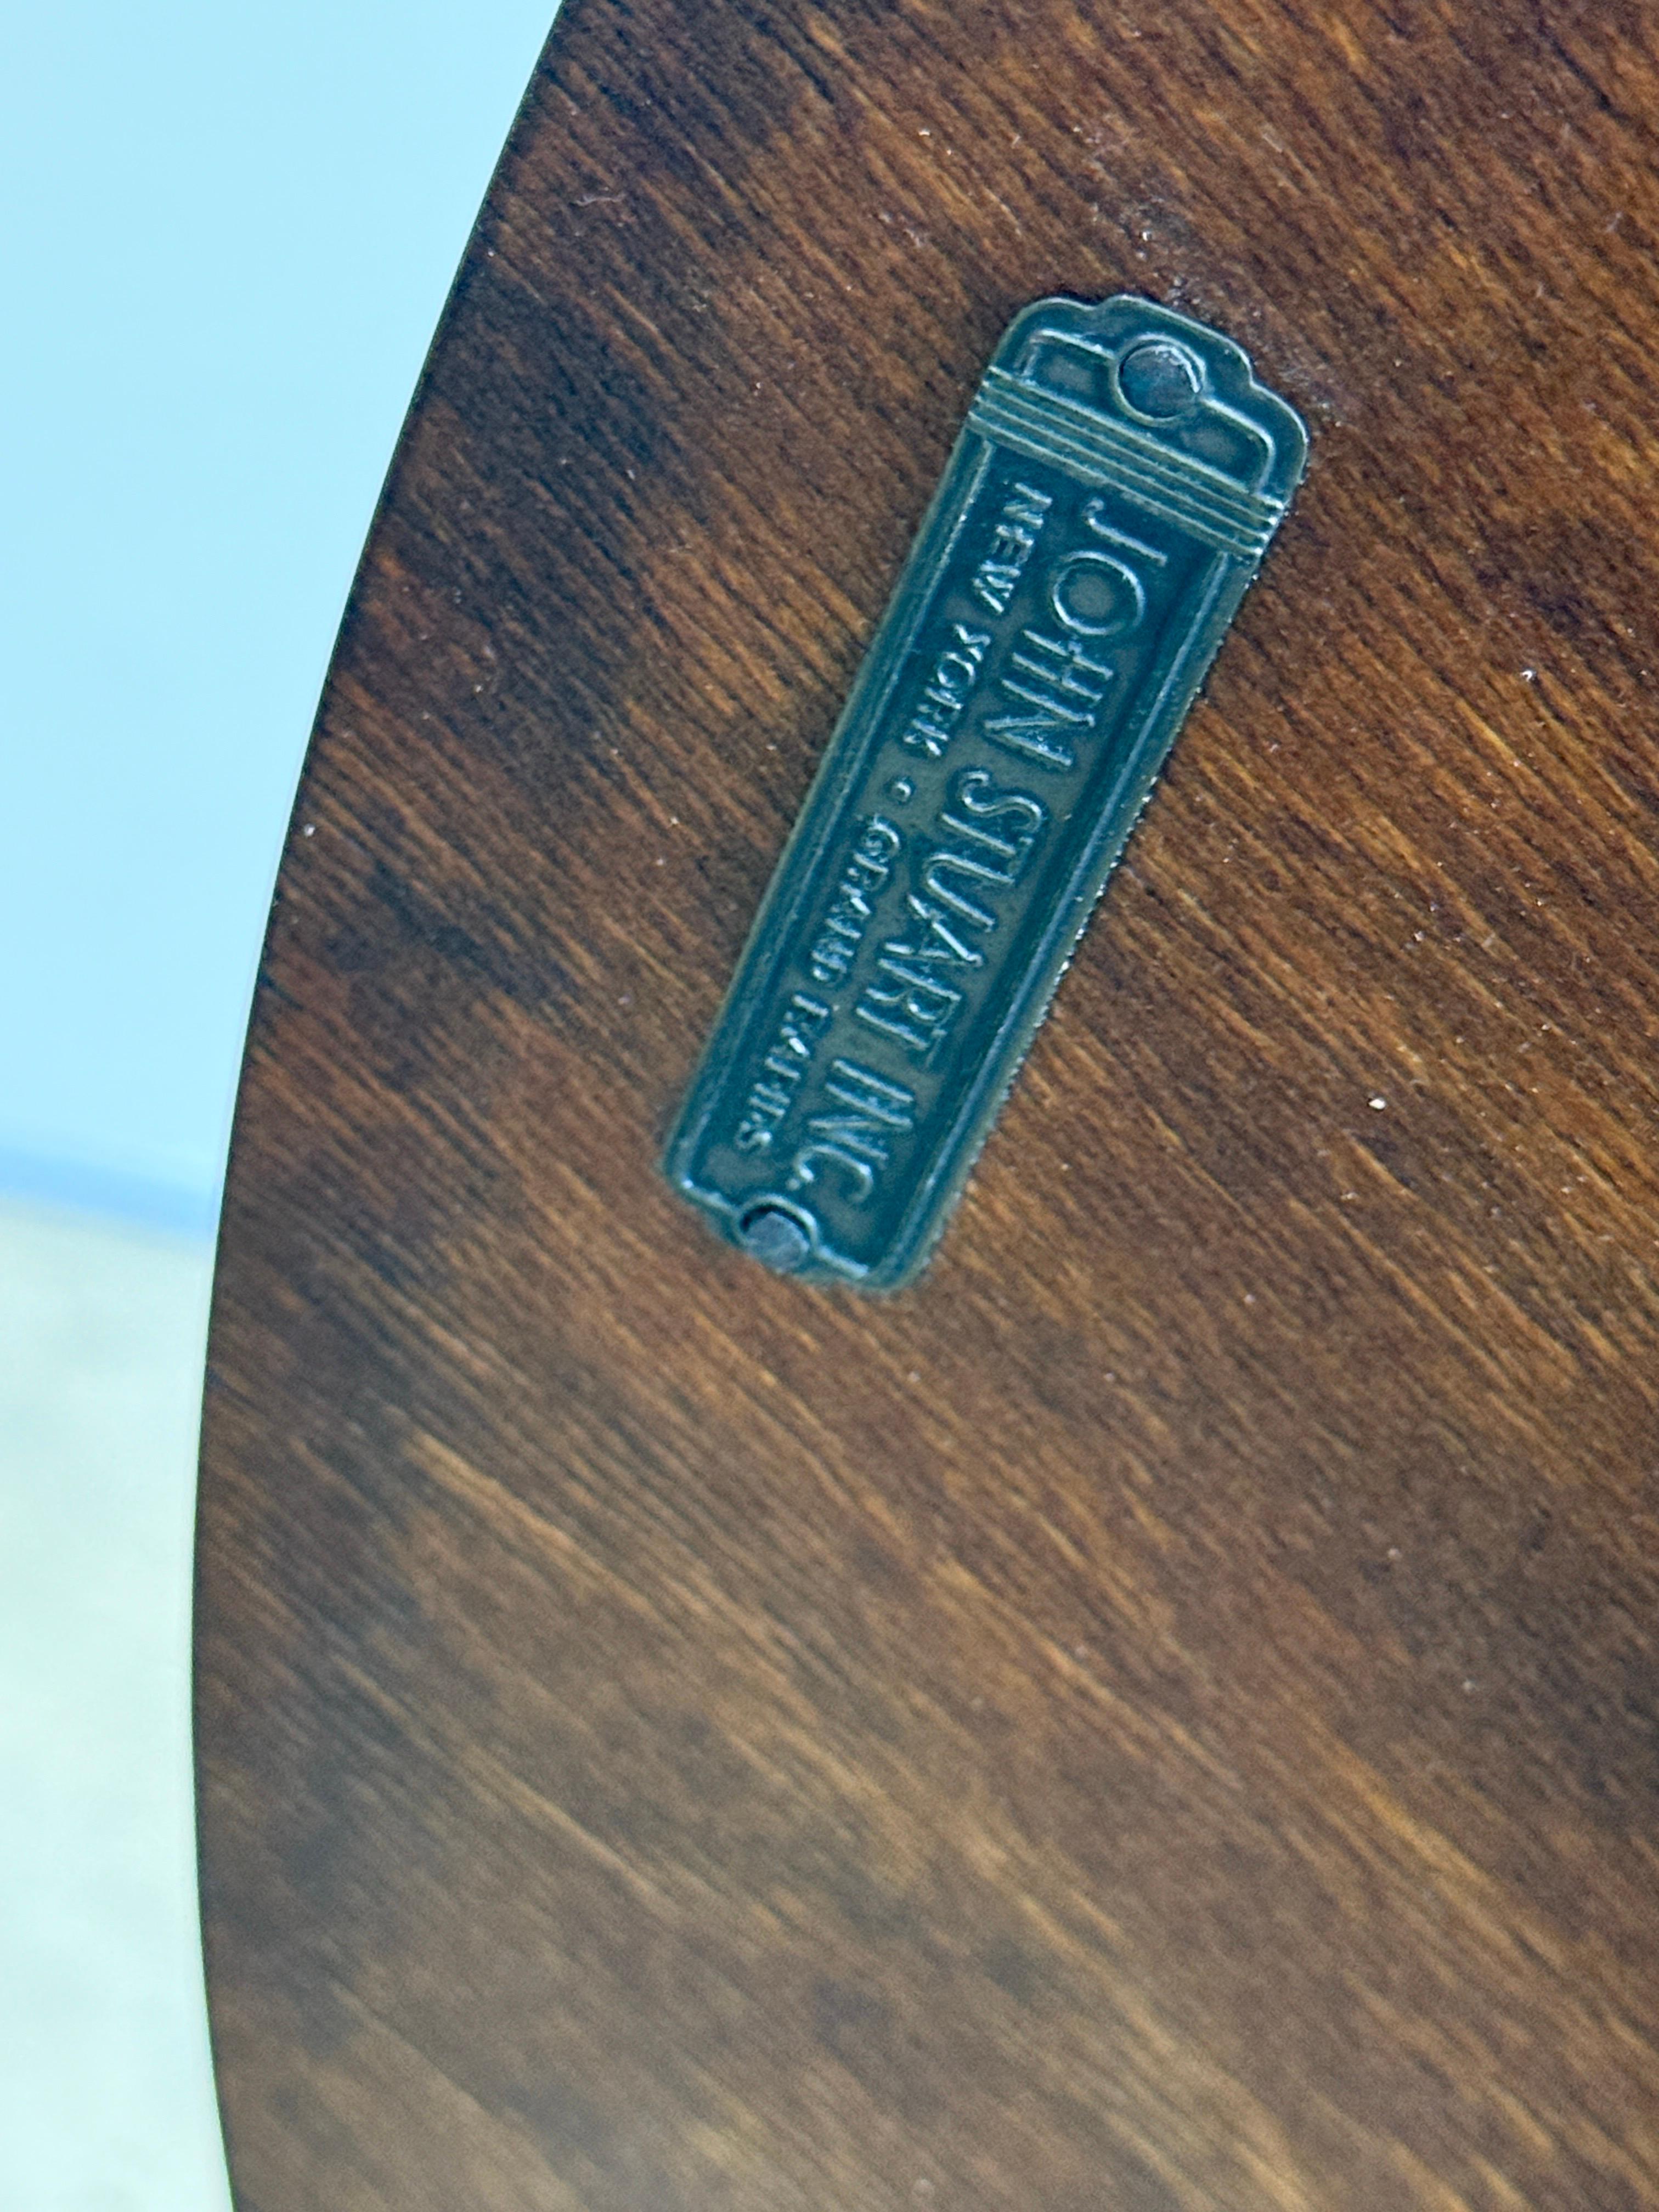 JOHN STUART INC.
NEW YORK • GRAND RAPIDS